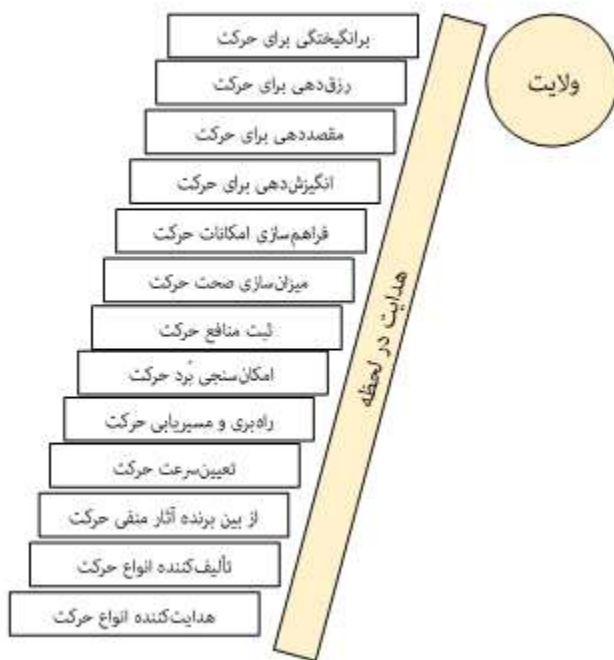 ولایت
هدایت در لحظه
برانگیختگی برای حرکت
رزق‌دهی برای حرکت
مقصددهی برای حرکت
انگیزش‌دهی برای حرکت
فراهم‌سازی امکانات حرکت
میزان‌سازی صحت حرکت
ثبت منافع حرکت
امکان‌سنجی بُرد حرکت
راه‌بری و مسیریابی حرکت
تعیین‌سرعت حرکت
از بین برنده آثار منفی حرکت
تألیف‌کننده انواع حرکت
هدایت‌کننده انواع حرکت